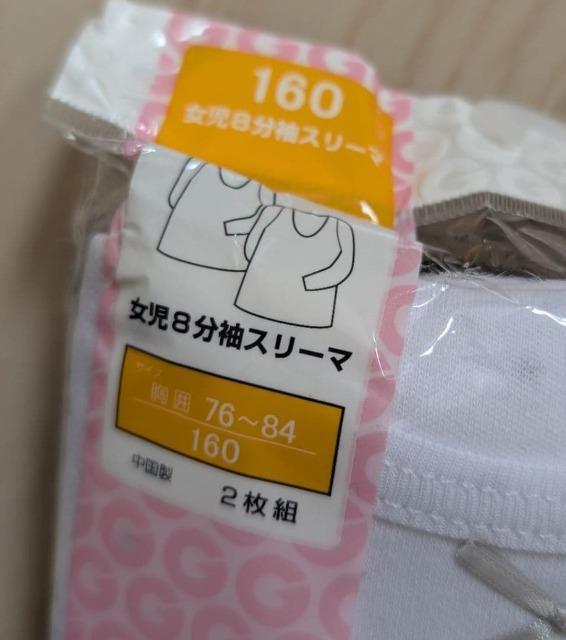 160
女児8分袖スリーマ
女児8分袖スリーマ
サイズ
胸囲 76～84
160
中国製
2枚組